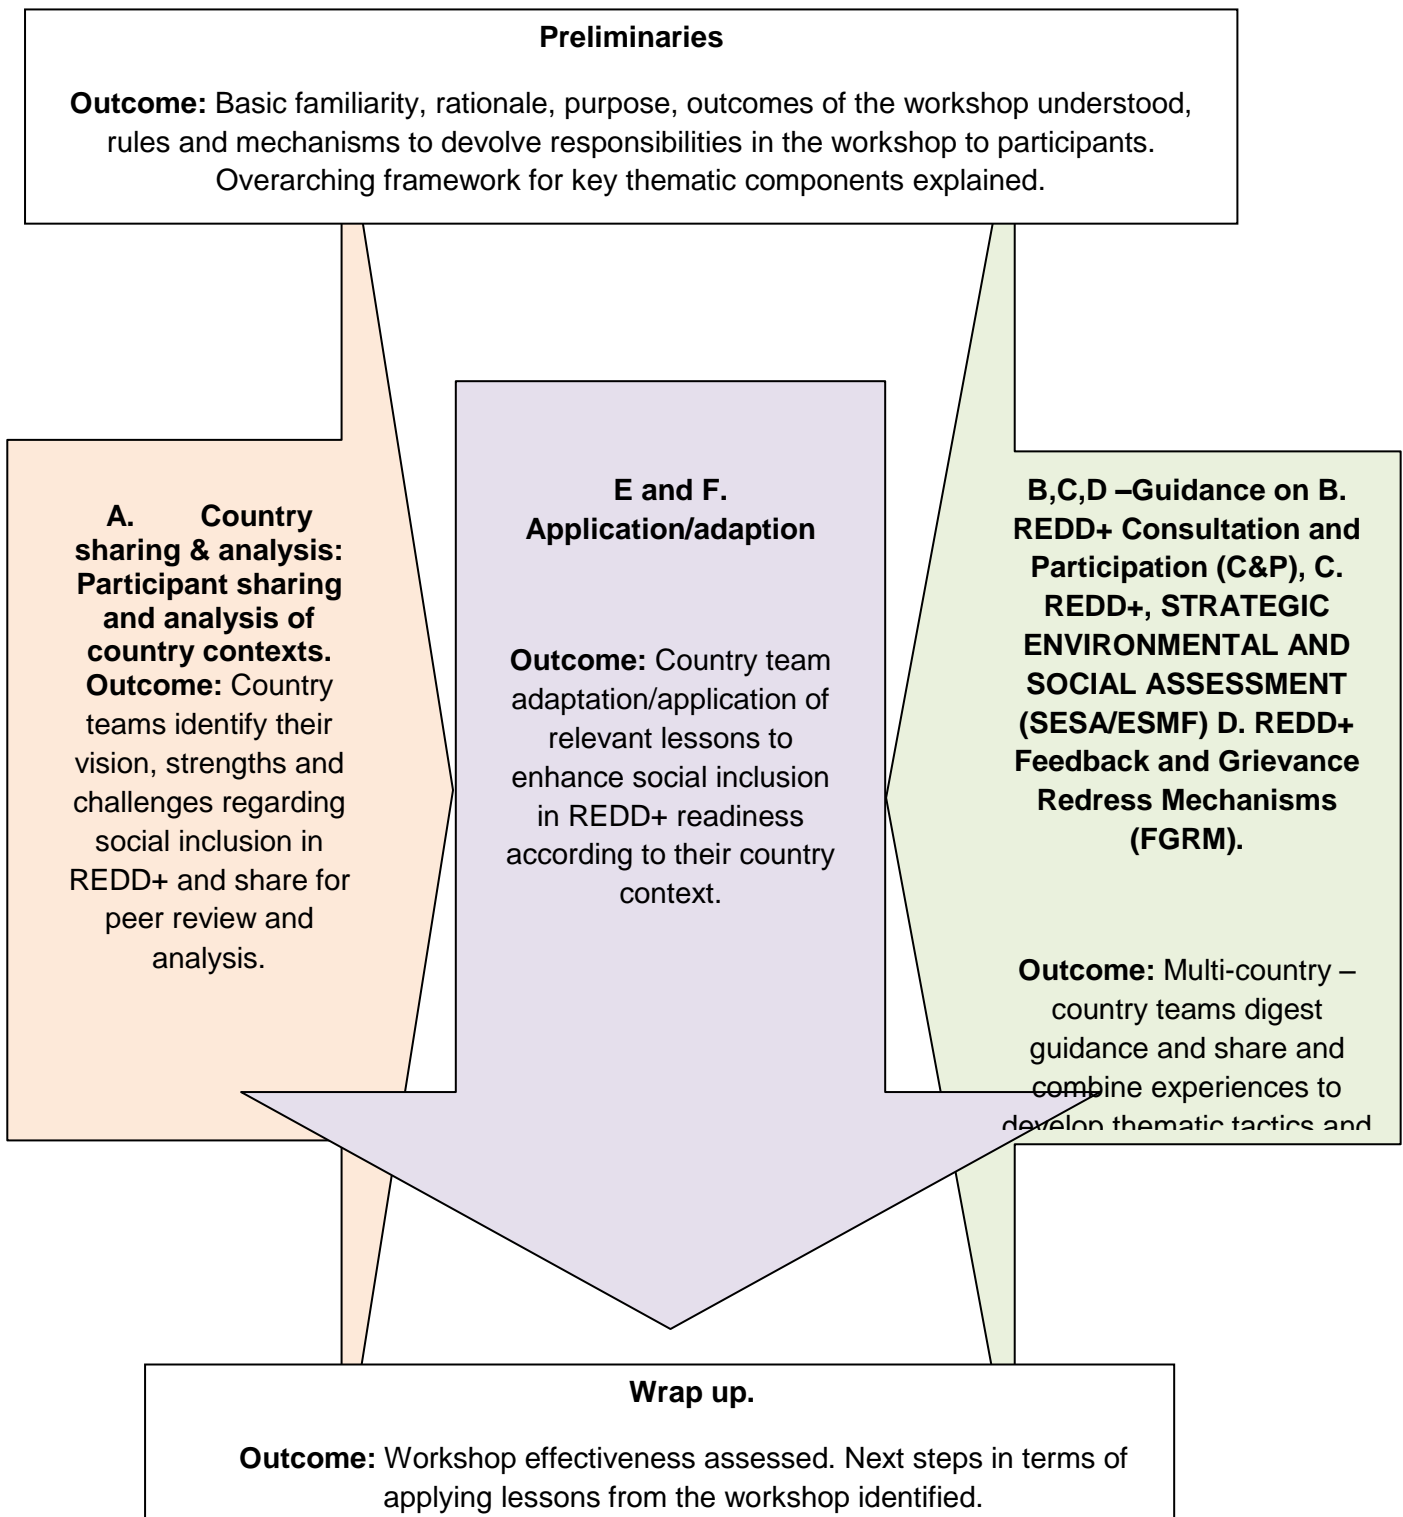 Preliminaries
Outcome: Basic familiarity, rationale, purpose, outcomes of the workshop understood,
rules and mechanisms to devolve responsibilities in the workshop to participants.
Overarching framework for key thematic components explained.
A. Country
sharing & analysis:
Participant sharing
and analysis of
country contexts.
Outcome: Country
teams identify their
vision, strengths and
challenges regarding
social inclusion in
REDD+ and share for
peer review and
analysis.
E and F.
Application/adaption
Outcome: Country team
adaptation/application of
relevant lessons to
enhance social inclusion
in REDD+ readiness
according to their country
context.
B,C,D –Guidance on B.
REDD+ Consultation and
Participation (C&P), C.
REDD+, STRATEGIC
ENVIRONMENTAL AND
SOCIAL ASSESSMENT
(SESA/ESMF) D. REDD+
Feedback and Grievance
Redress Mechanisms
(FGRM).
Outcome: Multi-country –
country teams digest
guidance and share and
combine experiences to
develop thematic tactics and
Wrap up.
Outcome: Workshop effectiveness assessed. Next steps in terms of
applying lessons from the workshop identified.